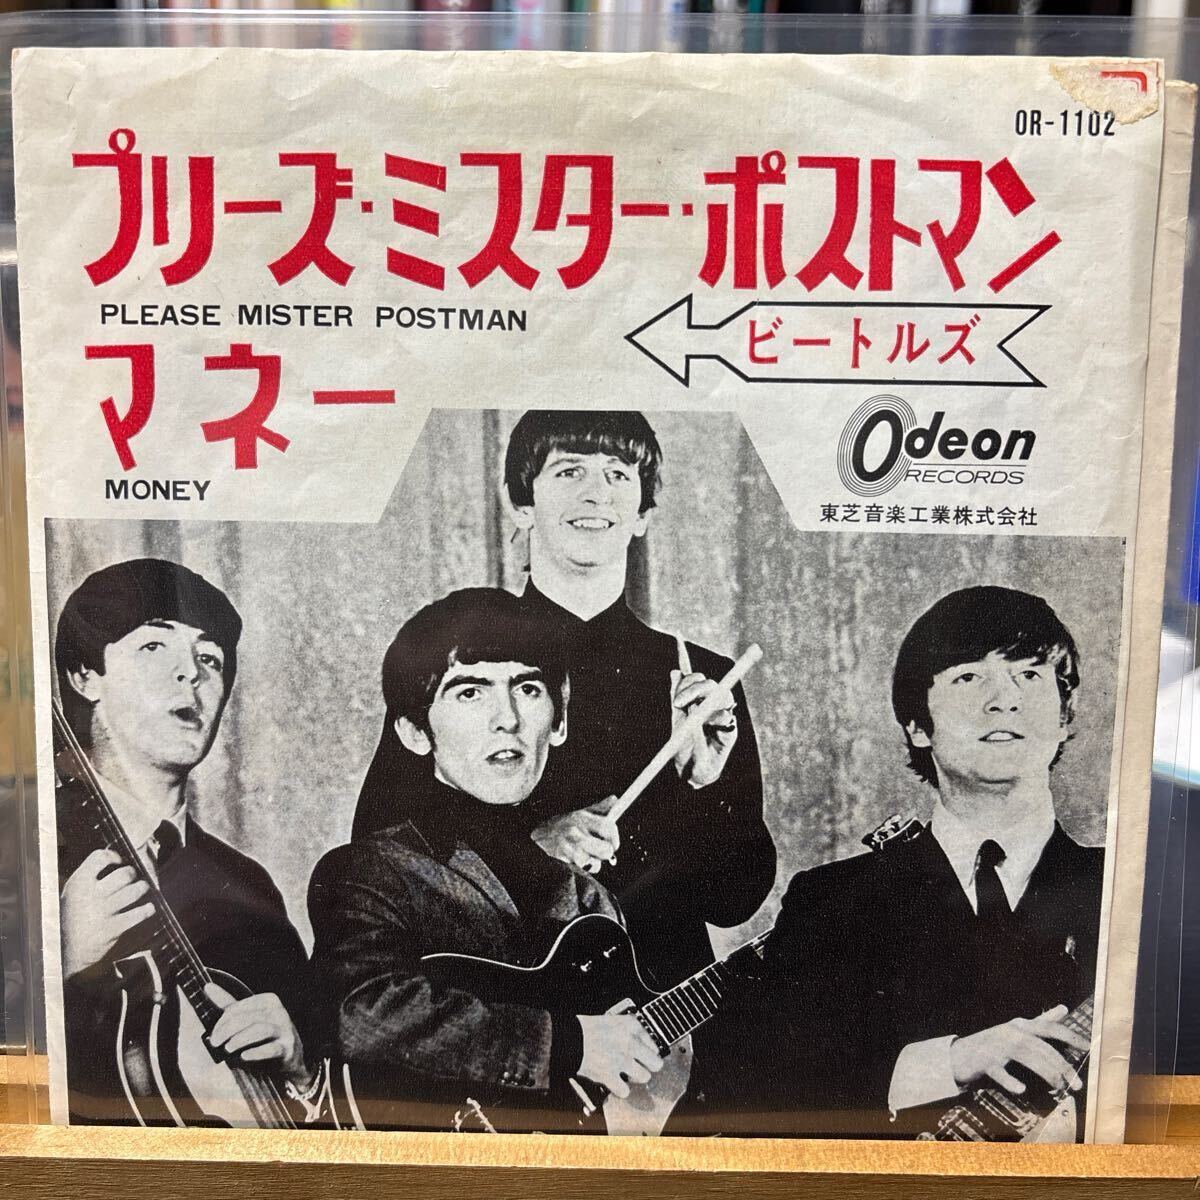 OR-1102
プリーズ・ミスター・ポストマン
PLEASE MISTER POSTMAN
ビートルズ
マネー
MONEY
Odeon
RECORDS
東芝音楽工業株式会社